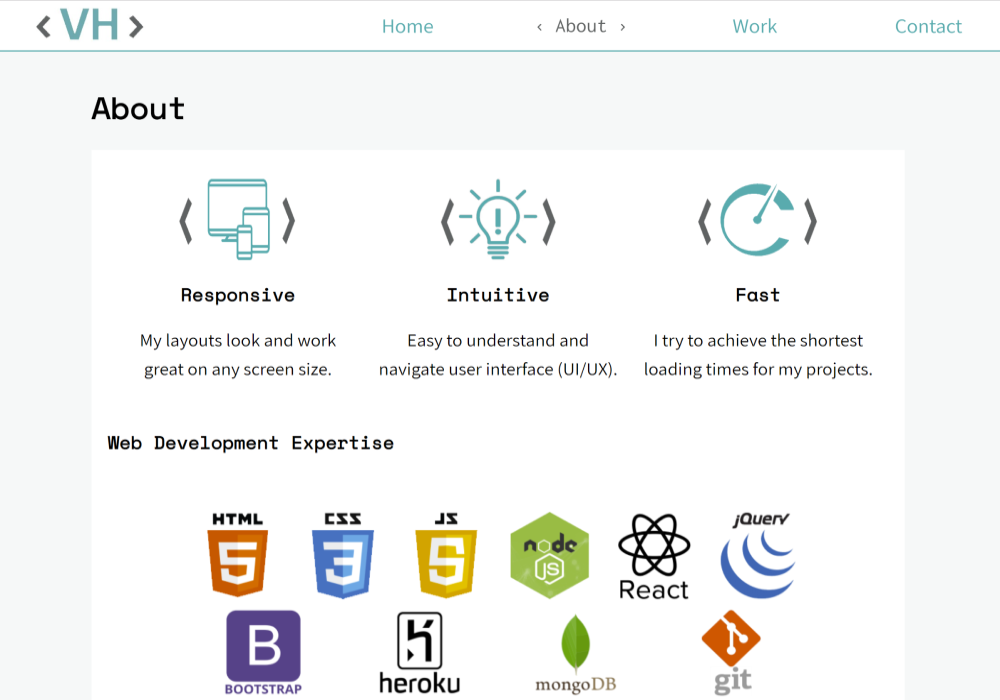 ‹ VH ›
Home
‹ About ›
Work
Contact
About
Responsive
My layouts look and work
great on any screen size.
Intuitive
Easy to understand and
navigate user interface (UI/UX).
Fast
I try to achieve the shortest
loading times for my projects.
Web Development Expertise
HTML
5
CSS
3
JS
5
node
JS
React
jQuery
B
BOOTSTRAP
heroku
mongoDB
git